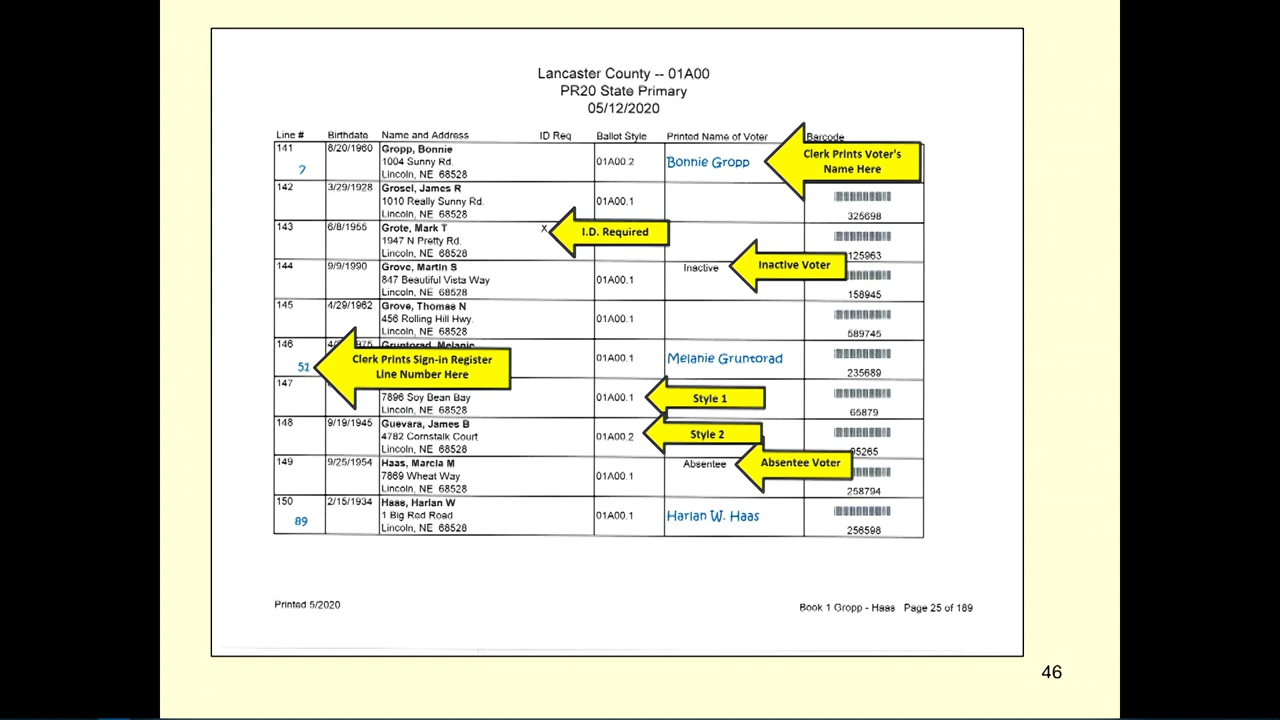 Lancaster County -- 01A00
PR20 State Primary
05/12/2020
Line # Birthdate Name and Address ID Req Ballot Style Printed Name of Voter Barcode
141 8/20/1960 Gropp, Bonnie
1004 Sunny Rd. 01A00.2 Bonnie Gropp
7 Lincoln, NE 68528
Clerk Prints Voter's
Name Here
142 3/29/1928 Grosel, James R
1010 Really Sunny Rd. 01A00.1
Lincoln, NE 68528 325698
143 6/8/1955 Grote, Mark T X I.D. Required
1947 N Pretty Rd.
Lincoln, NE 68528 125963
144 9/9/1990 Grove, Martin S Inactive Inactive Voter
847 Beautiful Vista Way 01A00.1
Lincoln, NE 68528 158945
145 4/29/1962 Grove, Thomas N
456 Rolling Hill Hwy. 01A00.1
Lincoln, NE 68528 589745
146 Gruntorad, Melanie
51 01A00.1 Melanie Gruntorad
235689
Clerk Prints Sign-in Register
Line Number Here
147
7896 Soy Bean Bay 01A00.1 Style 1
Lincoln, NE 68528 65879
148 9/19/1945 Guevara, James B
4782 Cornstalk Court 01A00.2 Style 2
Lincoln, NE 68528 95265
149 9/25/1954 Haas, Marcia M Absentee Absentee Voter
7869 Wheat Way 01A00.1
Lincoln, NE 68528 258794
150 2/15/1934 Haas, Harlan W
89 1 Big Red Road 01A00.1 Harlan W. Haas
Lincoln, NE 68528 256598
Printed 5/2020 Book 1 Gropp - Haas Page 25 of 189
46